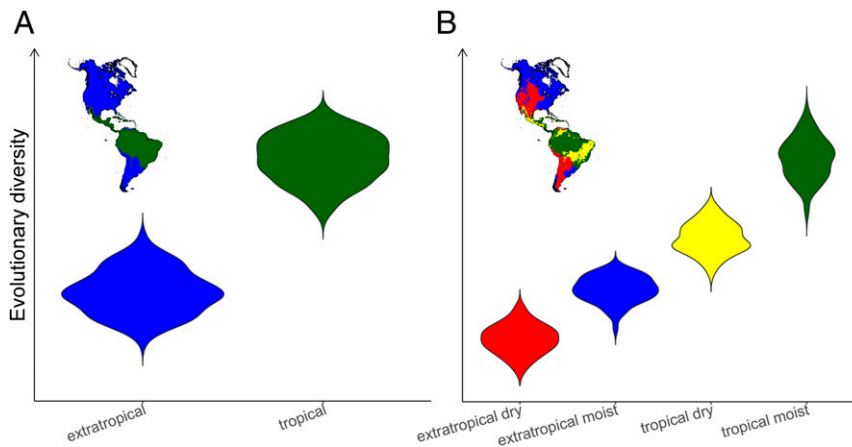 A
B
Evolutionary diversity
extratropical
tropical
extratropical dry
extratropical moist
tropical dry
tropical moist